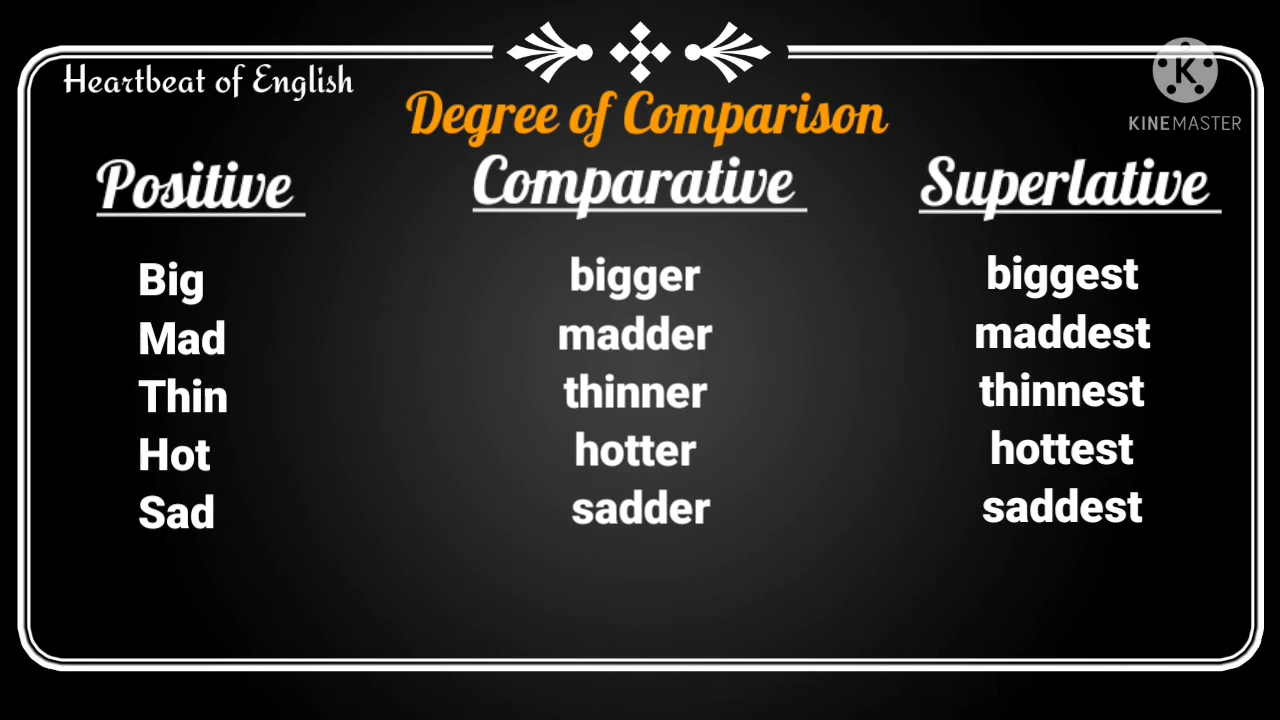 Heartbeat of English
KINEMASTER
Degree of Comparison
Positive Comparative Superlative
Big bigger biggest
Mad madder maddest
Thin thinner thinnest
Hot hotter hottest
Sad sadder saddest